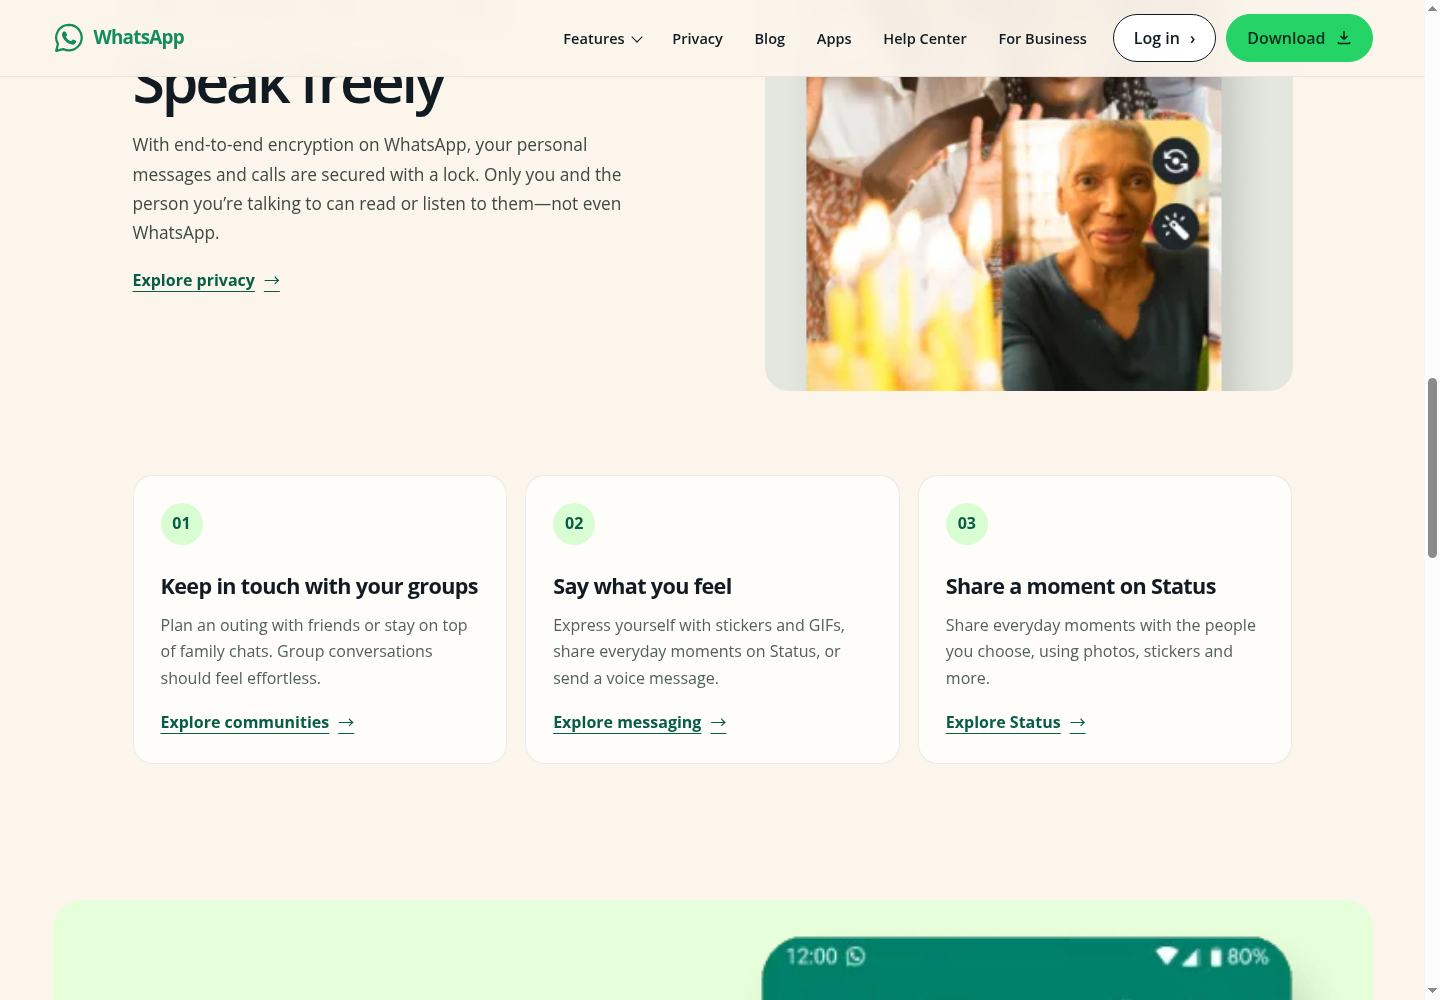 WhatsApp
Features
Privacy
Blog
Apps
Help Center
For Business
Log in ›
Download
Speak freely
With end-to-end encryption on WhatsApp, your personal
messages and calls are secured with a lock. Only you and the
person you’re talking to can read or listen to them—not even
WhatsApp.
Explore privacy →
01
Keep in touch with your groups
Plan an outing with friends or stay on top
of family chats. Group conversations
should feel effortless.
Explore communities →
02
Say what you feel
Express yourself with stickers and GIFs,
share everyday moments on Status, or
send a voice message.
Explore messaging →
03
Share a moment on Status
Share everyday moments with the people
you choose, using photos, stickers and
more.
Explore Status →
12:00
80%